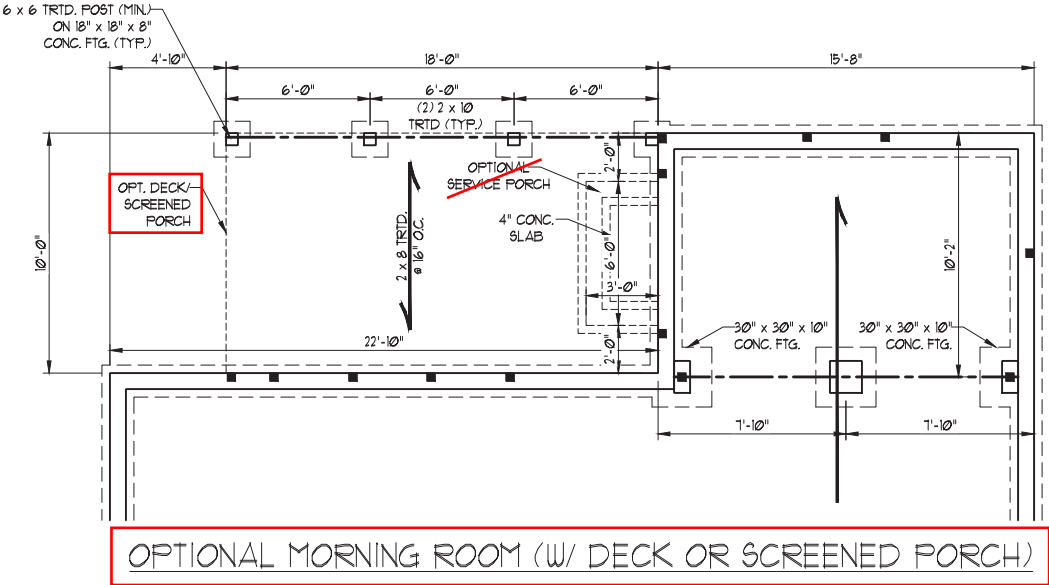 6 x 6 TRTD. POST (MIN.)
ON 18" x 18" x 8"
CONC. FTG. (TYP.)
4'-10"
18'-0"
15'-8"
6'-0"
6'-0"
6'-0"
(2) 2 x 10
TRTD (TYP.)
2'-0"
OPTIONAL
SERVICE PORCH
OPT. DECK/
SCREENED
PORCH
4" CONC.
SLAB
2 x 8 TRTD.
@ 16" O.C.
10'-0"
6'-0"
10'-2"
3'-0"
30" x 30" x 10"
CONC. FTG.
30" x 30" x 10"
CONC. FTG.
22'-10"
2'-0"
7'-10"
7'-10"
OPTIONAL MORNING ROOM (W/ DECK OR SCREENED PORCH)